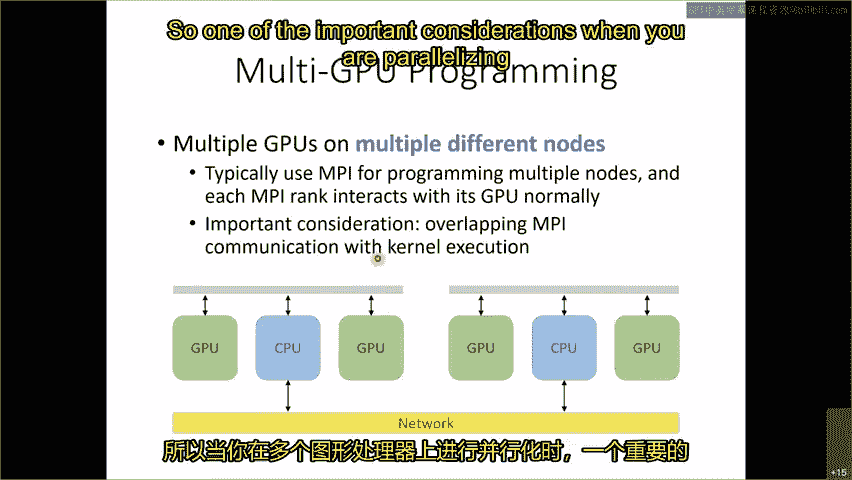 So one of the important considerations when you
are parallelizing
Multi-GPU Programming
• Multiple GPUs on multiple different nodes
• Typically use MPI for programming multiple nodes, and
each MPI rank interacts with its GPU normally
• Important consideration: overlapping MPI
communication with kernel execution
GPU
CPU
GPU
GPU
CPU
GPU
Network
所以当你在多个图形处理器上进行并行化时，一个重要的
+15